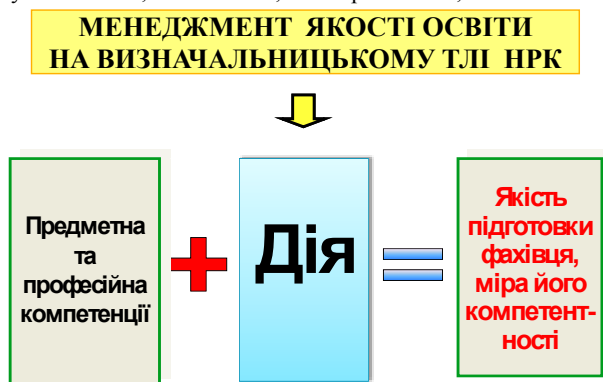 МЕНЕДЖМЕНТ ЯКОСТІ ОСВІТИ
НА ВИЗНАЧАЛЬНИЦЬКОМУ ТЛІ НРК
Предметна
та
професійна
компетенції
Дія
Якість
підготовки
фахівця,
міра його
компетент-
ності